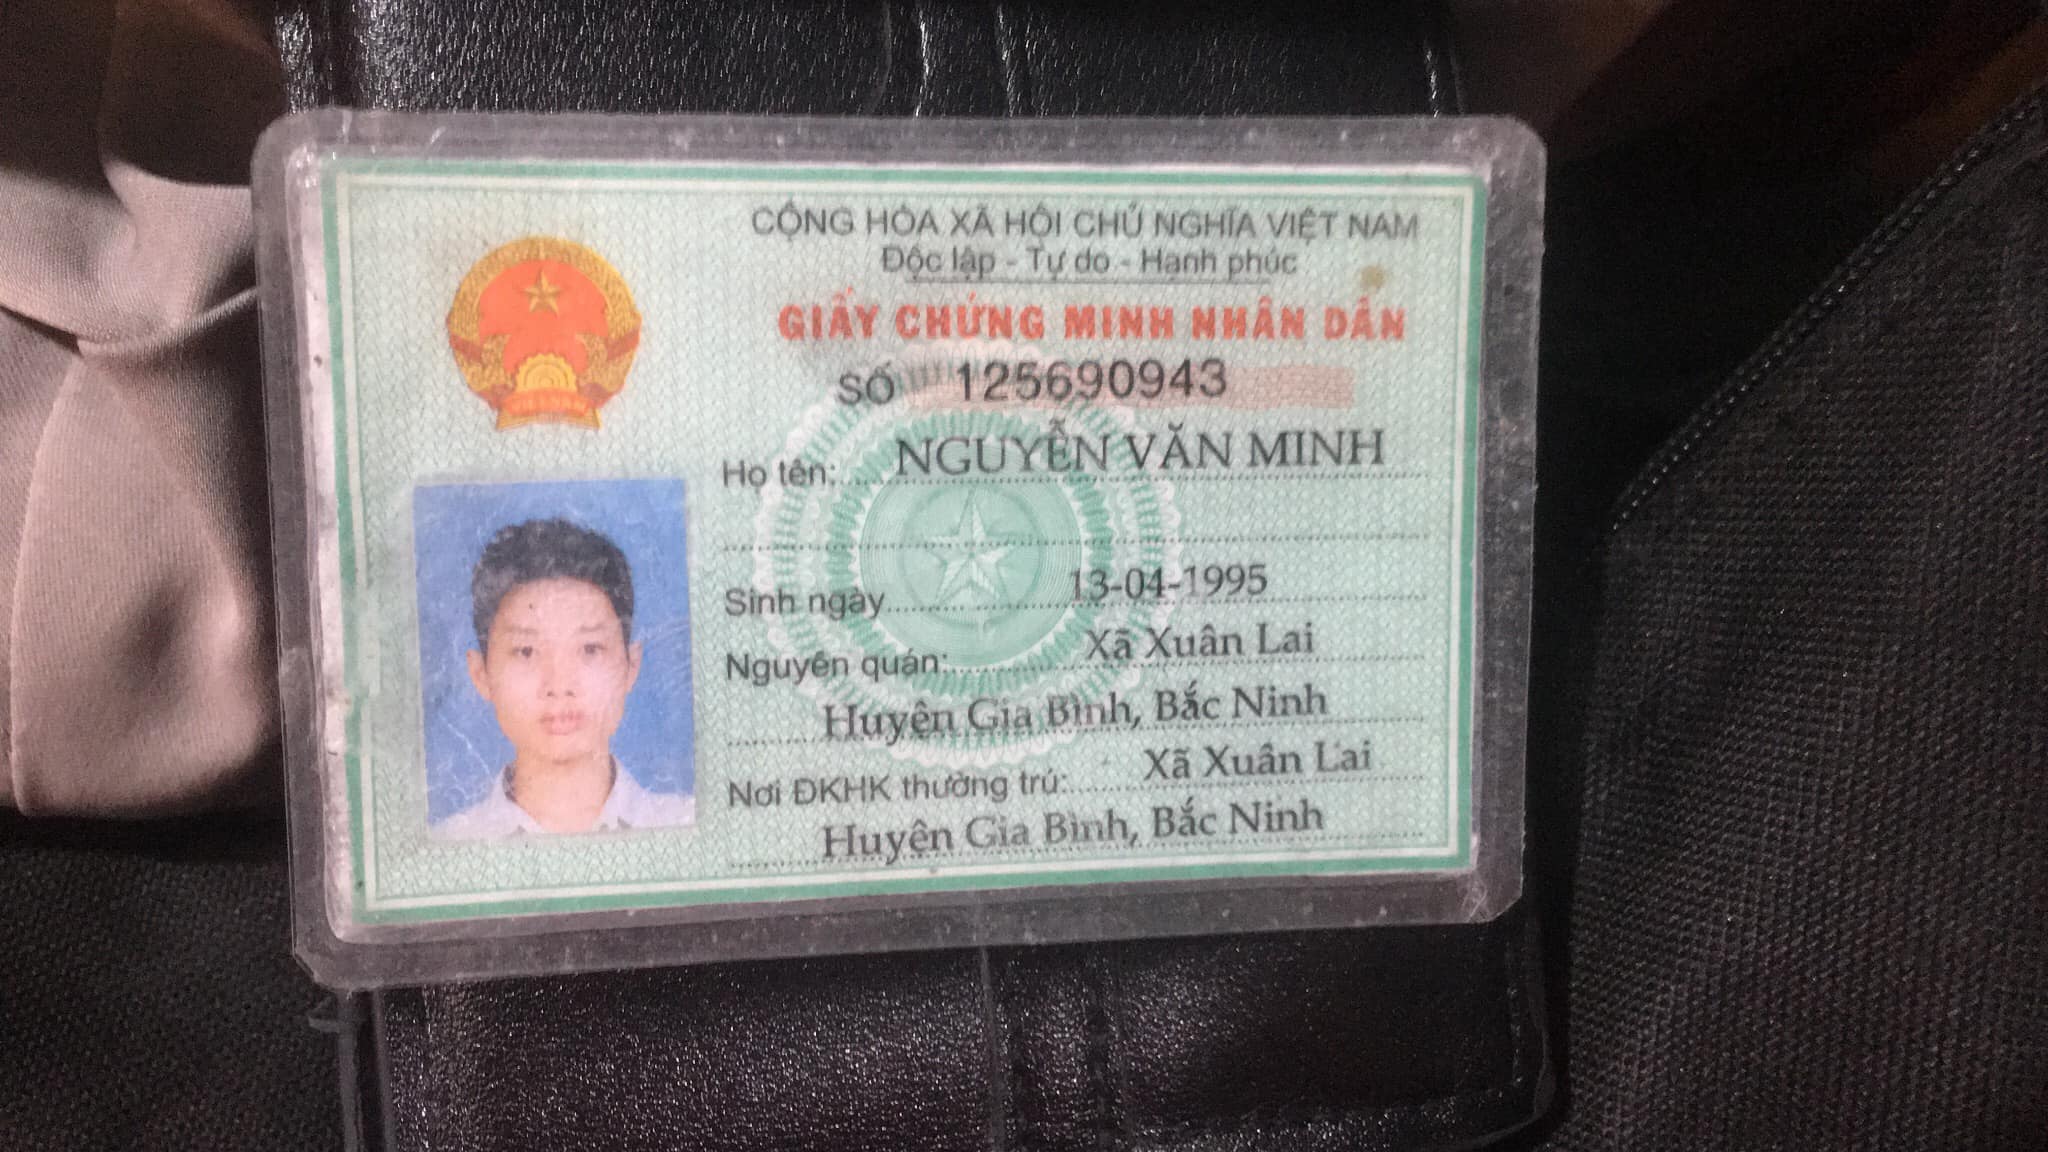 CỘNG HÒA XÃ HỘI CHỦ NGHĨA VIỆT NAM
Độc lập - Tự do - Hạnh phúc
GIẤY CHỨNG MINH NHÂN DÂN
SỐ 125690943
Họ tên: NGUYỄN VĂN MINH
Sinh ngày 13-04-1995
Nguyên quán: Xã Xuân Lai
Huyện Gia Bình, Bắc Ninh
Nơi ĐKHK thường trú: Xã Xuân Lai
Huyện Gia Bình, Bắc Ninh